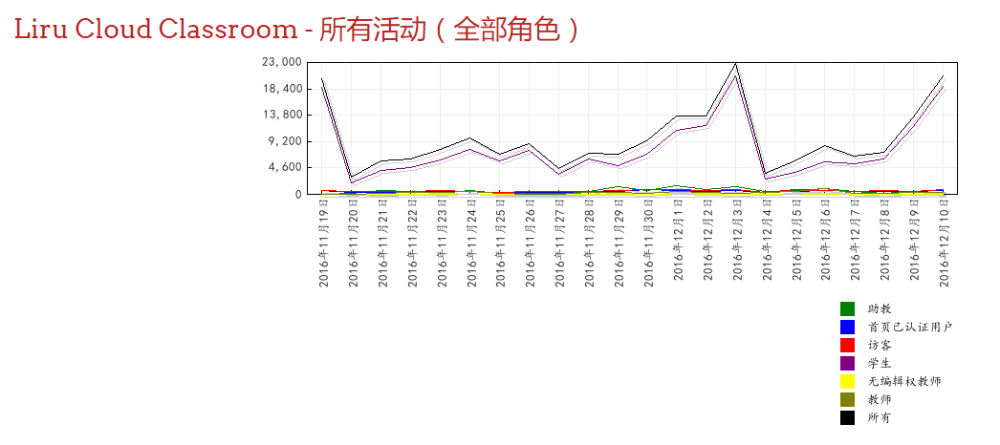 Liru Cloud Classroom - 所有活动（全部角色）
23,000
18,400
13,800
9,200
4,600
0
2016年11月19日
2016年11月20日
2016年11月21日
2016年11月22日
2016年11月23日
2016年11月24日
2016年11月25日
2016年11月26日
2016年11月27日
2016年11月28日
2016年11月29日
2016年11月30日
2016年12月1日
2016年12月2日
2016年12月3日
2016年12月4日
2016年12月5日
2016年12月6日
2016年12月7日
2016年12月8日
2016年12月9日
2016年12月10日
助教
首页已认证用户
访客
学生
无编辑权教师
教师
所有